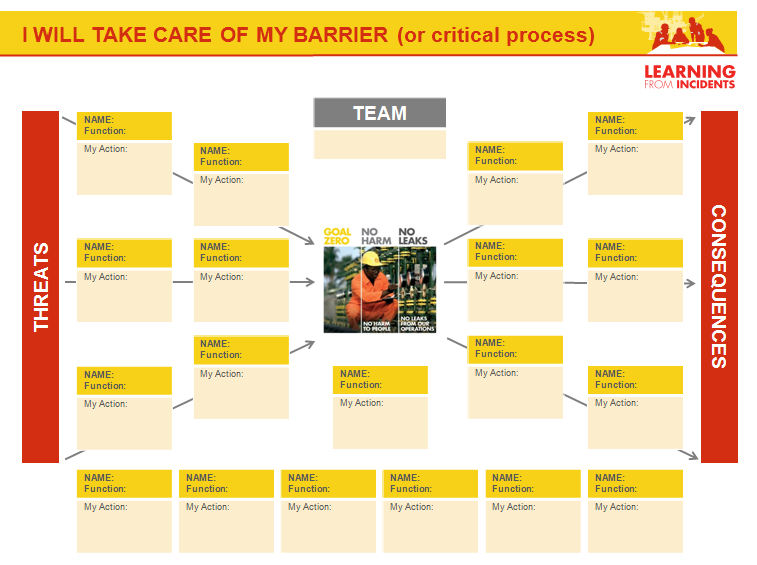 I WILL TAKE CARE OF MY BARRIER (or critical process)
LEARNING
FROM INCIDENTS
TEAM
THREATS
NAME:
Function:
My Action:
NAME:
Function:
My Action:
NAME:
Function:
My Action:
NAME:
Function:
My Action:
NAME:
Function:
My Action:
NAME:
Function:
My Action:
GOAL
ZERO
NO
HARM
NO
LEAKS
NO HARM
TO PEOPLE
NO LEAKS
FROM OUR
OPERATIONS
NAME:
Function:
My Action:
NAME:
Function:
My Action:
NAME:
Function:
My Action:
NAME:
Function:
My Action:
NAME:
Function:
My Action:
NAME:
Function:
My Action:
NAME:
Function:
My Action:
CONSEQUENCES
NAME:
Function:
My Action:
NAME:
Function:
My Action:
NAME:
Function:
My Action:
NAME:
Function:
My Action:
NAME:
Function:
My Action:
NAME:
Function:
My Action: